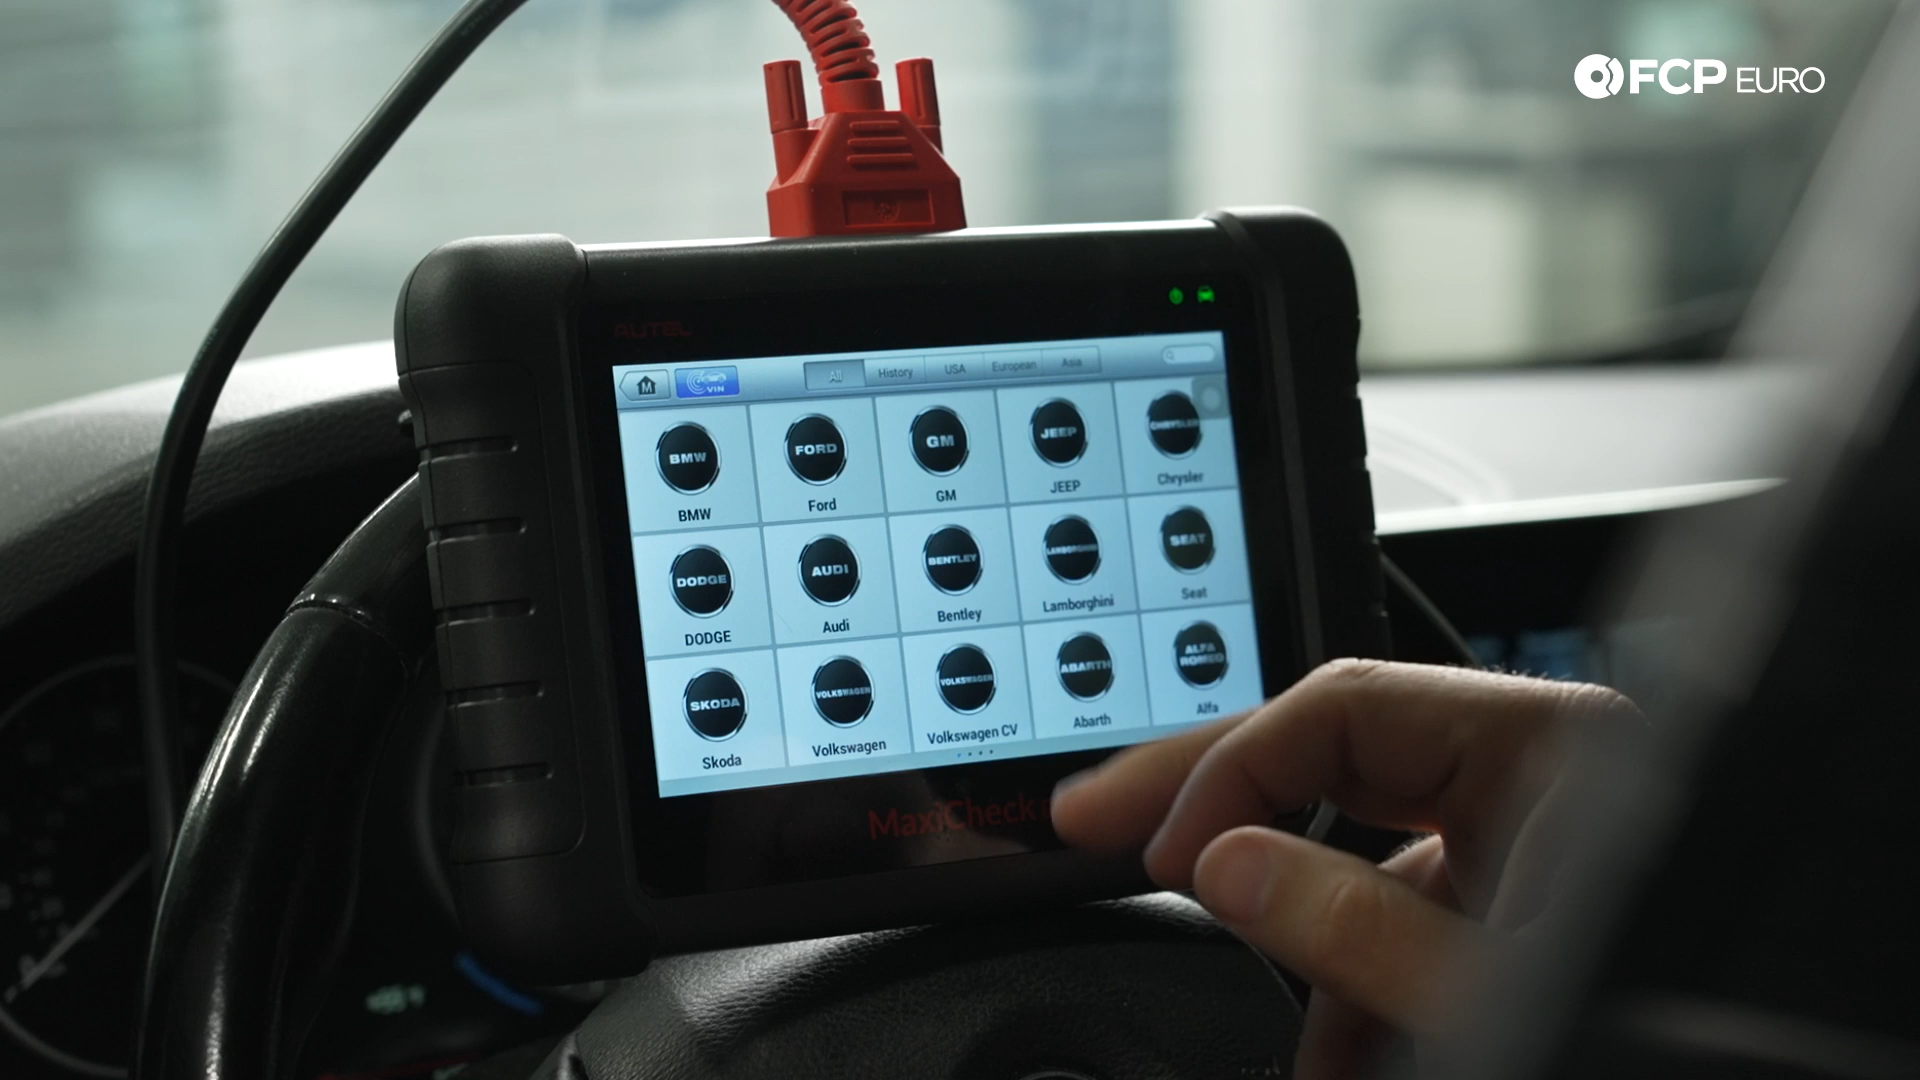 FCP EURO
AUTEL
M VIN All History USA European Asia
BMW FORD GM JEEP CHRYSLER
BMW Ford GM JEEP Chrysler
DODGE AUDI BENTLEY LAMBORGHINI SEAT
DODGE Audi Bentley Lamborghini Seat
SKODA VOLKSWAGEN VOLKSWAGEN ABARTH ALFA
ROMEO
Skoda Volkswagen Volkswagen CV Abarth Alfa
MaxiCheck